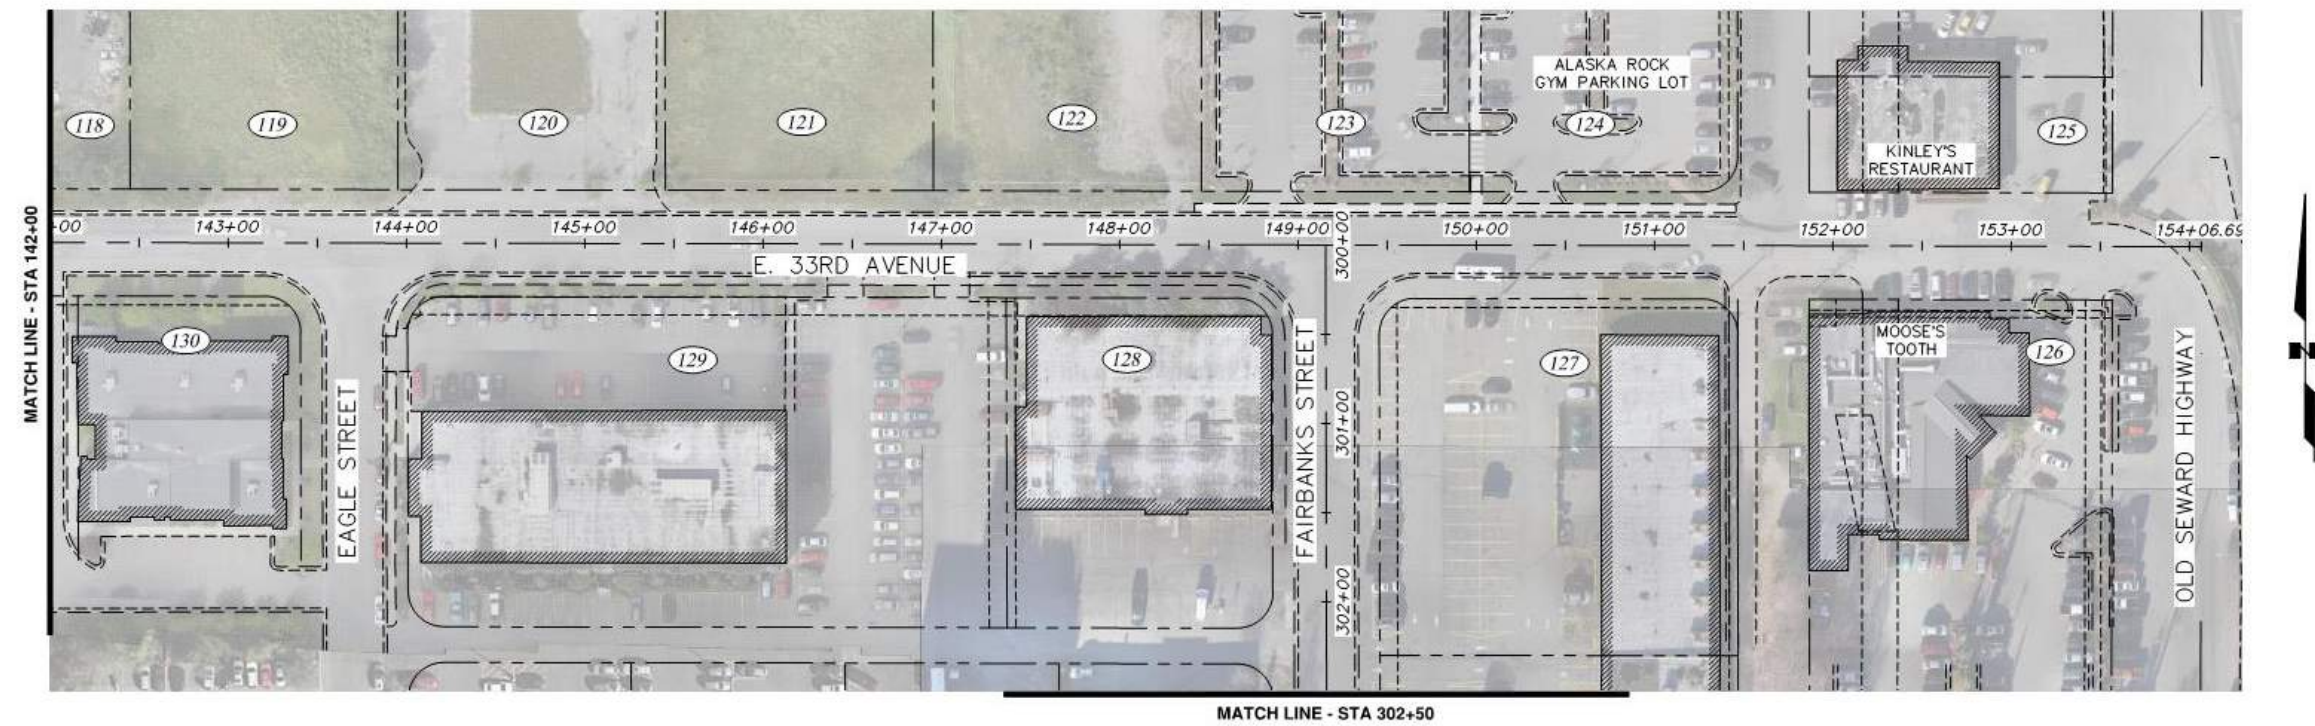 ALASKA ROCK
GYM PARKING LOT
118
119
120
121
122
123
124
125
KINLEY'S
RESTAURANT
MATCH LINE - STA 142+00
+00
143+00
144+00
145+00
146+00
147+00
148+00
149+00
300+00
150+00
151+00
152+00
153+00
154+06.69
E. 33RD AVENUE
130
129
128
127
MOOSE'S
TOOTH
126
EAGLE STREET
FAIRBANKS STREET
301+00
302+00
OLD SEWARD HIGHWAY
MATCH LINE - STA 302+50